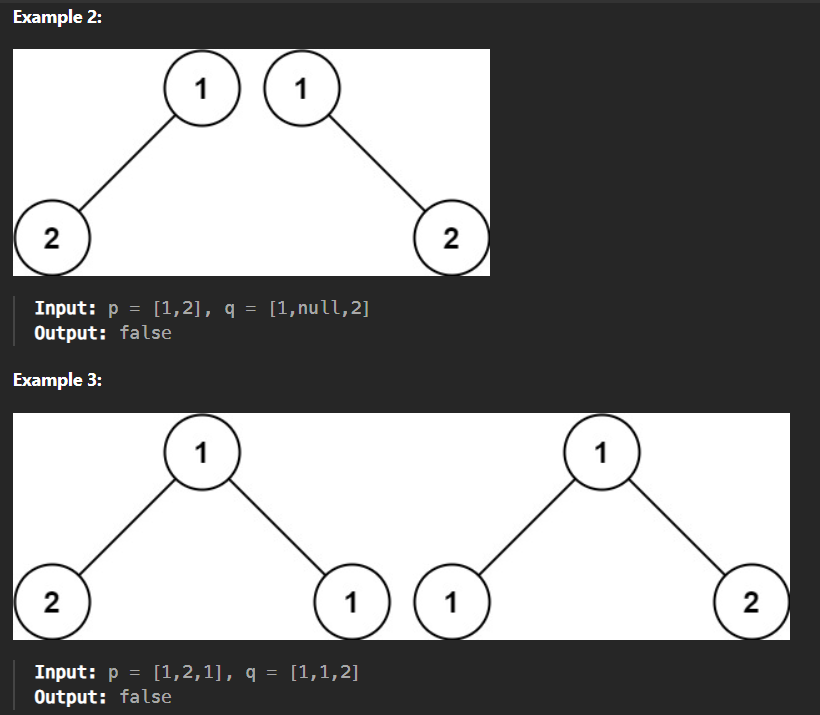 Example 2:
1 1
2 2
Input: p = [1,2], q = [1,null,2]
Output: false
Example 3:
1 1
2 1 1 2
Input: p = [1,2,1], q = [1,1,2]
Output: false